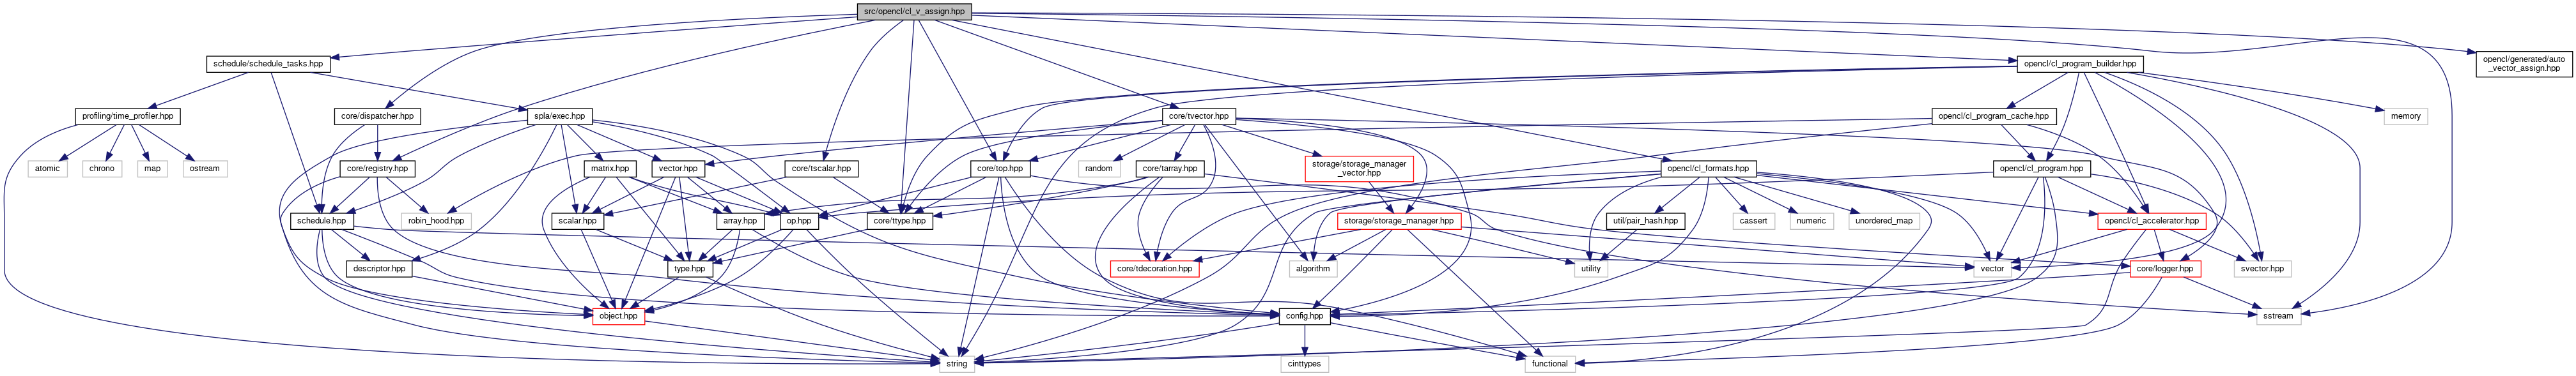 src/opencl/cl_v_assign.hpp
schedule/schedule_tasks.hpp
opencl/cl_program_builder.hpp
opencl/generated/auto
_vector_assign.hpp
profiling/time_profiler.hpp
core/dispatcher.hpp
spla/exec.hpp
core/tvector.hpp
opencl/cl_program_cache.hpp
memory
atomic
chrono
map
ostream
core/registry.hpp
matrix.hpp
vector.hpp
core/tscalar.hpp
core/top.hpp
random
core/tarray.hpp
storage/storage_manager
_vector.hpp
opencl/cl_formats.hpp
opencl/cl_program.hpp
schedule.hpp
robin_hood.hpp
scalar.hpp
array.hpp
op.hpp
core/ttype.hpp
storage/storage_manager.hpp
util/pair_hash.hpp
cassert
numeric
unordered_map
opencl/cl_accelerator.hpp
descriptor.hpp
type.hpp
core/tdecoration.hpp
algorithm
utility
vector
core/logger.hpp
svector.hpp
object.hpp
config.hpp
sstream
string
cinttypes
functional